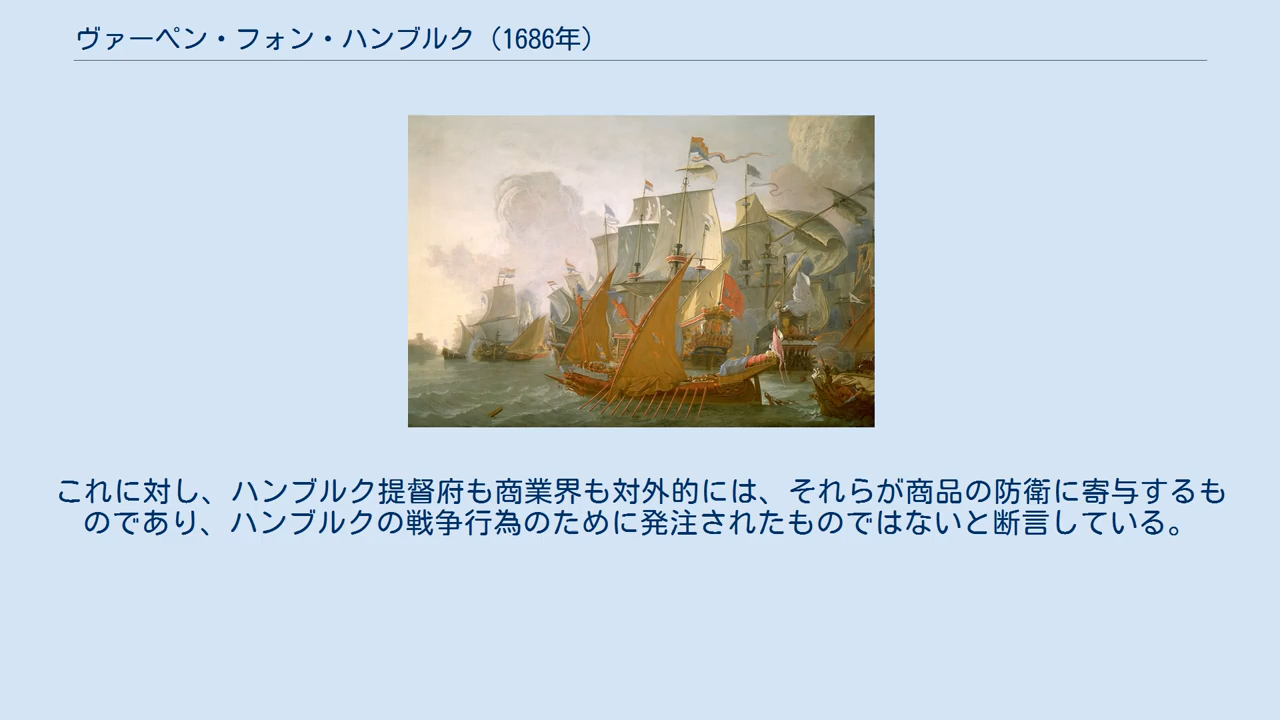 ヴァーペン・フォン・ハンブルク（1686年）
これに対し、ハンブルク提督府も商業界も対外的には、それらが商品の防衛に寄与するも
のであり、ハンブルクの戦争行為のために発注されたものではないと断言している。